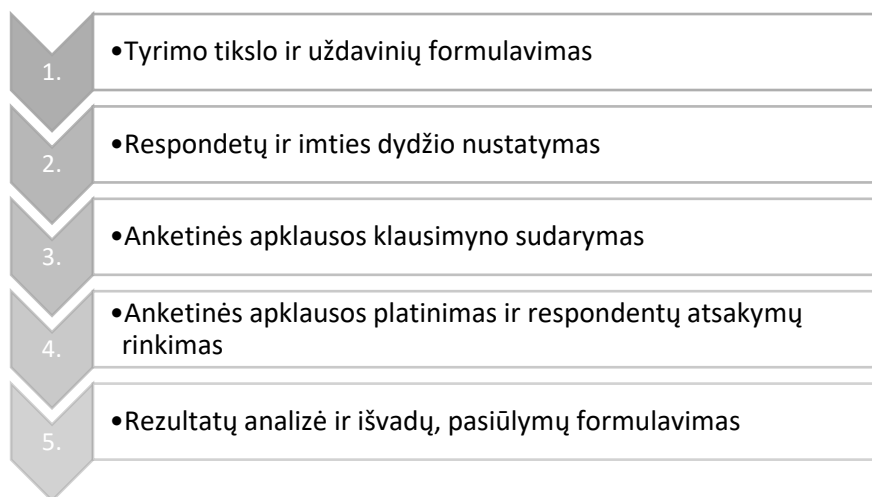 1.
•Tyrimo tikslo ir uždavinių formulavimas
2.
•Respondetų ir imties dydžio nustatymas
3.
•Anketinės apklausos klausimyno sudarymas
4.
•Anketinės apklausos platinimas ir respondentų atsakymų
rinkimas
5.
•Rezultatų analizė ir išvadų, pasiūlymų formulavimas